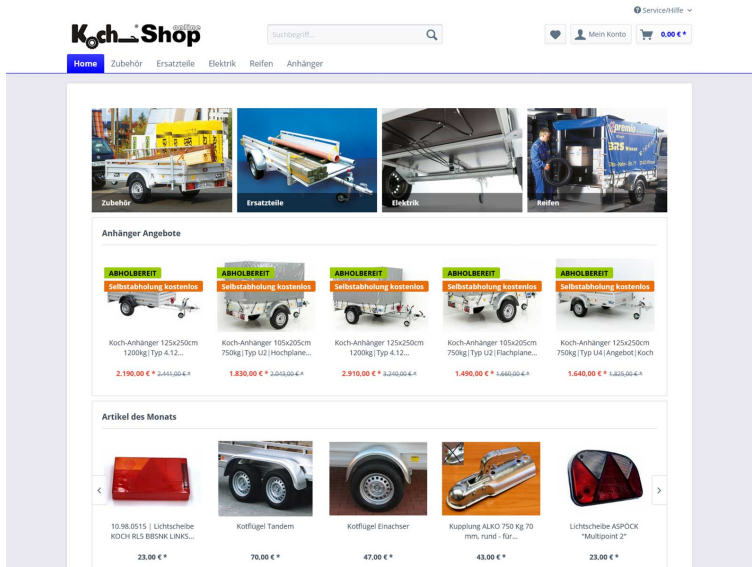 Service/Hilfe
Koch Shop
online
Suchbegriff...
Mein Konto
0,00 € *
Home Zubehör Ersatzteile Elektrik Reifen Anhänger
premio
BRS
Zubehör Ersatzteile Elektrik Reifen
Anhänger Angebote
ABHOLBEREIT ABHOLBEREIT ABHOLBEREIT ABHOLBEREIT ABHOLBEREIT
Selbstabholung kostenlos Selbstabholung kostenlos Selbstabholung kostenlos Selbstabholung kostenlos Selbstabholung kostenlos
Koch-Anhänger 125x250cm Koch-Anhänger 105x205cm Koch-Anhänger 125x250cm Koch-Anhänger 105x205cm Koch-Anhänger 125x250cm
1200kg|Typ 4.12... 750kg|Typ U2|Hochplane... 1200kg|Typ 4.12... 750kg|Typ U2|Flachplane... 750kg|Typ U4|Angebot|Koch
2.190,00 € * 2.441,00 € * 1.830,00 € * 2.043,00 € * 2.910,00 € * 3.240,00 € * 1.490,00 € * 1.660,00 € * 1.640,00 € * 1.825,00 € *
Artikel des Monats
10.98.0515 | Lichtscheibe Kotflügel Tandem Kotflügel Einachser Kupplung ALKO 750 Kg 70 Lichtscheibe ASPÖCK
KOCH RLS BBSNK LINKS... mm, rund - für... "Multipoint 2"
23,00 € * 70,00 € * 47,00 € * 43,00 € * 23,00 € *